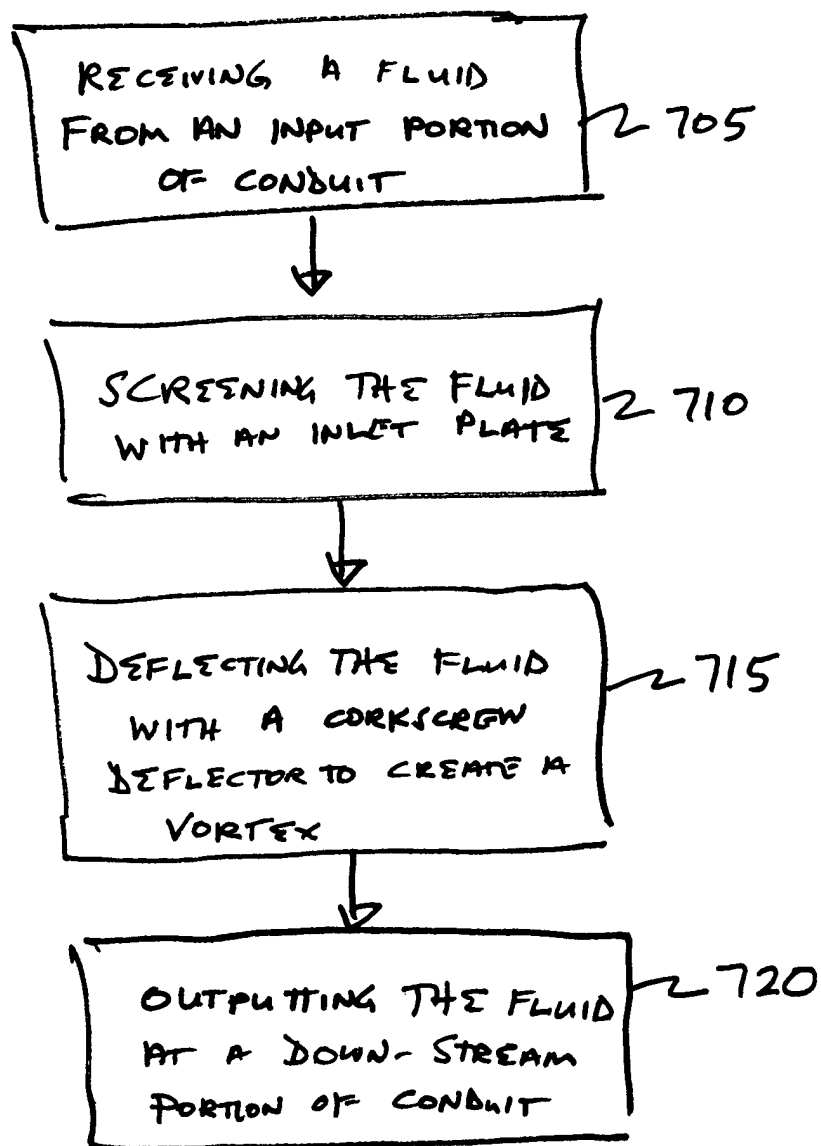 RECEIVING A FLUID
FROM AN INPUT PORTION
OF CONDUIT
705
SCREENING THE FLUID
WITH AN INLET PLATE
710
DEFLECTING THE FLUID
WITH A CORKSCREW
DEFLECTOR TO CREATE A
VORTEX
715
OUTPUTTING THE FLUID
AT A DOWN-STREAM
PORTION OF CONDUIT
720